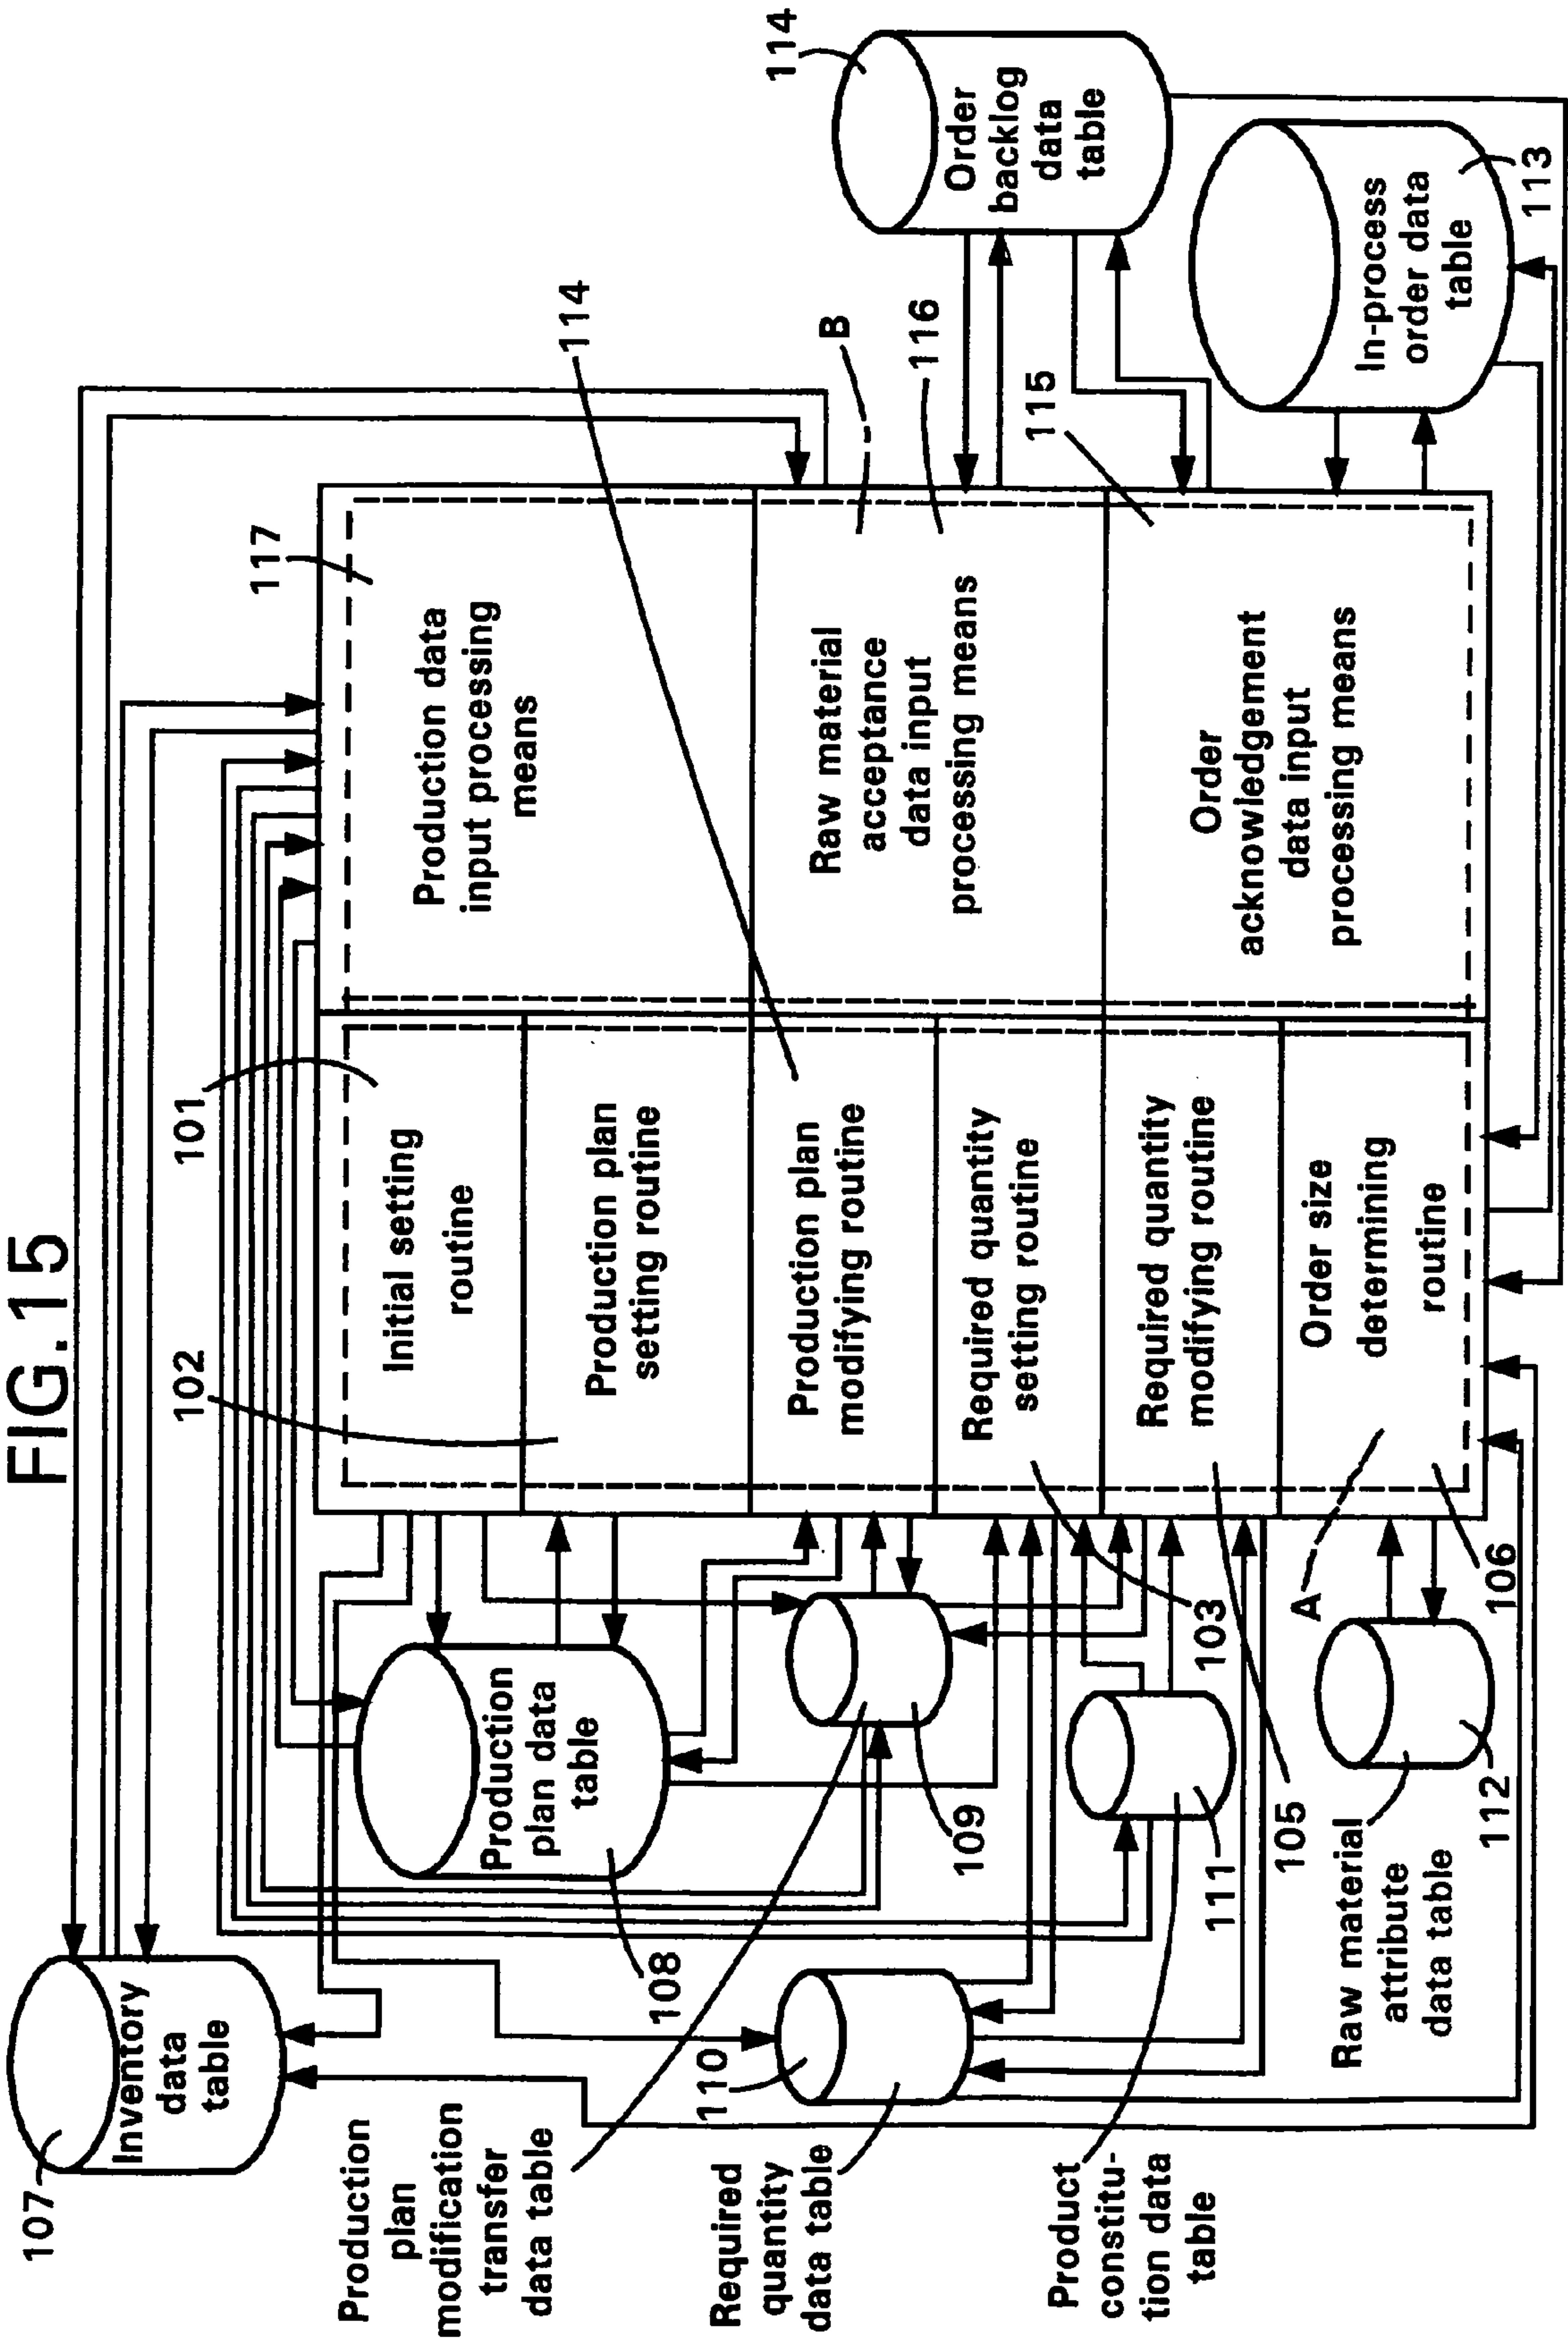 FIG.15
107
Inventory
data
table
101
102
117
114
B
116
115
114
Order
backlog
data
table
In-process
order data
table
113
Initial setting
routine
Production plan
setting routine
Production plan
modifying routine
Required quantity
setting routine
Required quantity
modifying routine
Order size
determining
routine
Production data
input processing
means
Raw material
acceptance
data input
processing means
Order
acknowledgement
data input
processing means
Production
plan data
table
108
109
103
110
111
105
A
106
112
Production
plan
modification
transfer
data table
Required
quantity
data table
Product
constitu-
tion data
table
Raw material
attribute
data table